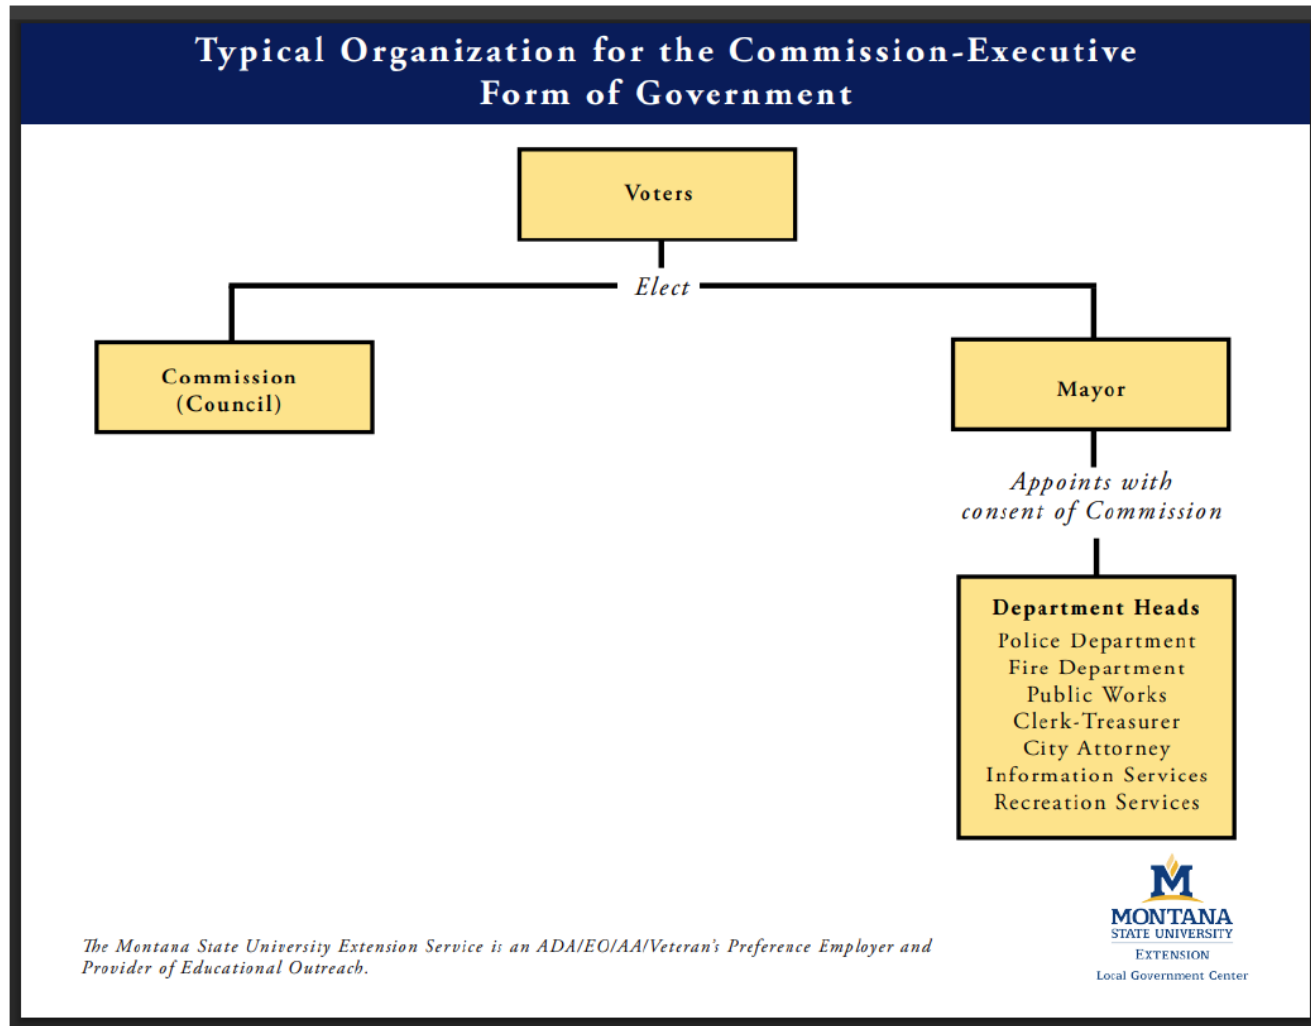 Typical Organization for the Commission-Executive
Form of Government
Voters
Elect
Commission
(Council)
Mayor
Appoints with
consent of Commission
Department Heads
Police Department
Fire Department
Public Works
Clerk-Treasurer
City Attorney
Information Services
Recreation Services
M
MONTANA
STATE UNIVERSITY
EXTENSION
Local Government Center
The Montana State University Extension Service is an ADA/EO/AA/Veteran's Preference Employer and
Provider of Educational Outreach.